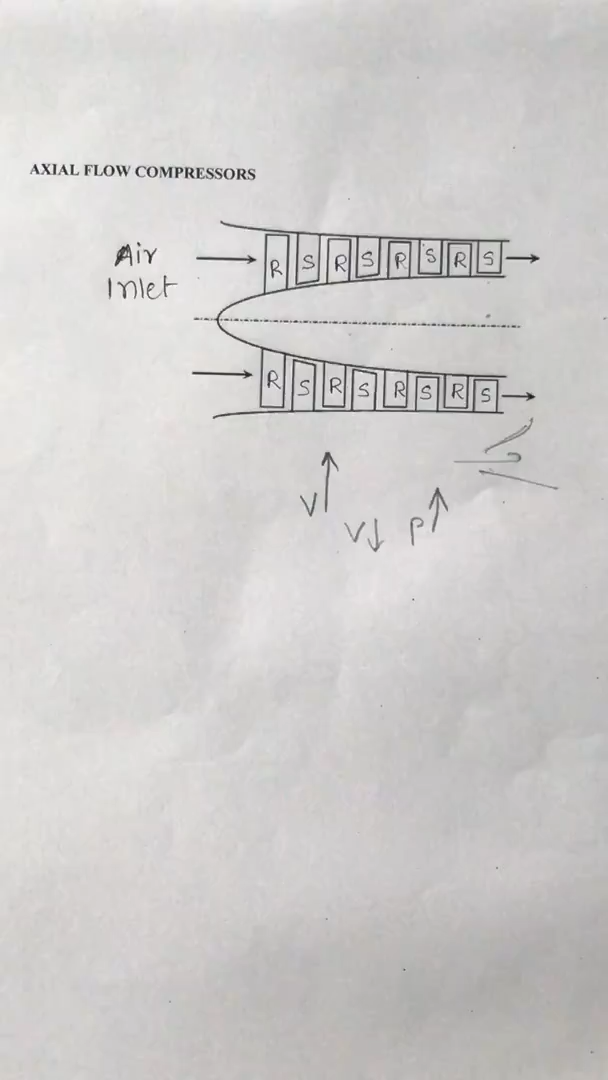 AXIAL FLOW COMPRESSORS
Air
Inlet
R S R S R S R S
R S R S R S R S
V↑
V↓ P↑